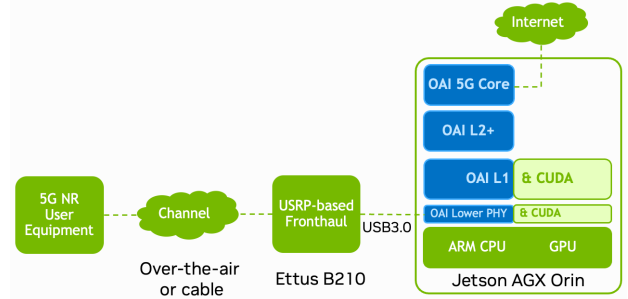 Internet
OAI 5G Core
OAI L2+
OAI L1 & CUDA
OAI Lower PHY & CUDA
ARM CPU GPU
Jetson AGX Orin
5G NR
User
Equipment
Channel
Over-the-air
or cable
USRP-based
Fronthaul
Ettus B210
USB3.0